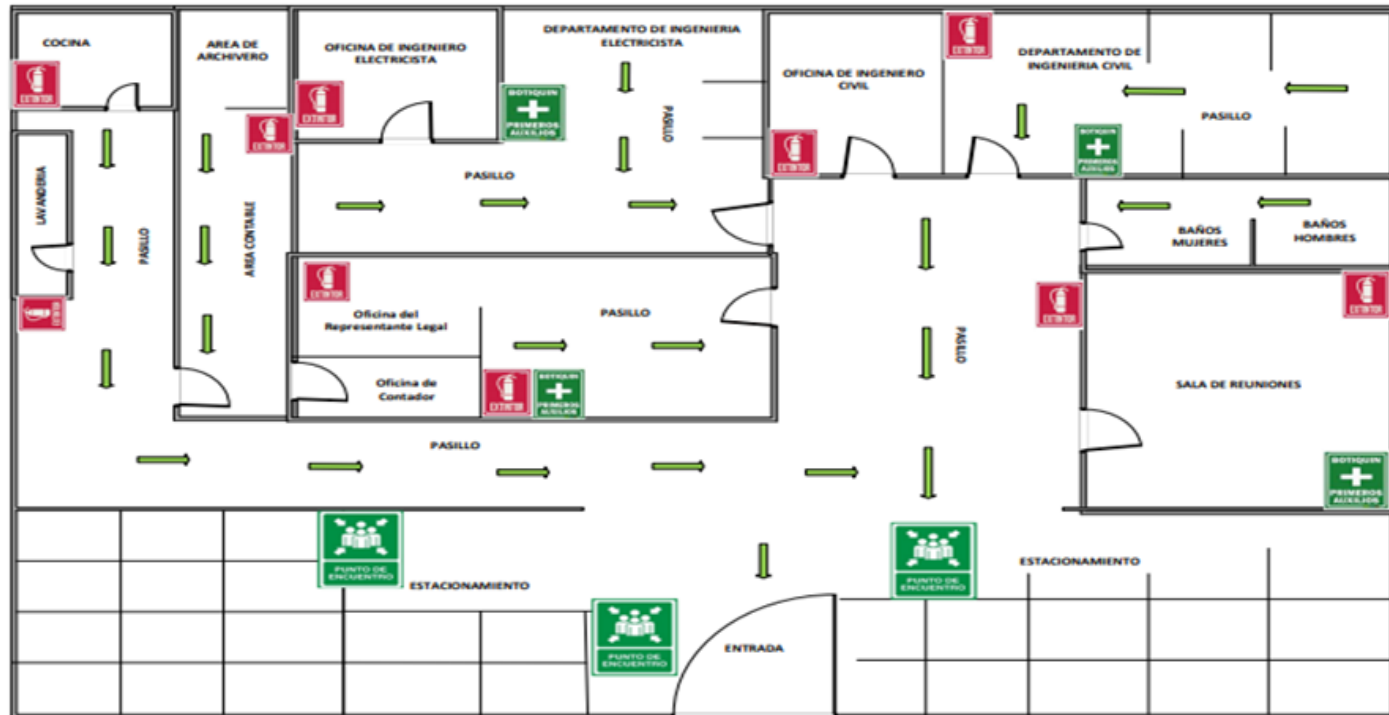 COCINA
EXTINTOR
AREA DE
ARCHIVERO
EXTINTOR
OFICINA DE INGENIERO
ELECTRICISTA
EXTINTOR
DEPARTAMENTO DE INGENIERIA
ELECTRICISTA
BOTIQUIN
PRIMEROS
AUXILIOS
PASILLO
PASILLO
OFICINA DE INGENIERO
CIVIL
EXTINTOR
EXTINTOR
DEPARTAMENTO DE
INGENIERIA CIVIL
PASILLO
BOTIQUIN
PRIMEROS
AUXILIOS
LAVANDERIA
PASILLO
EXTINTOR
AREA CONTABLE
EXTINTOR
Oficina del
Representante Legal
PASILLO
Oficina de
Contador
EXTINTOR
BOTIQUIN
PRIMEROS
AUXILIOS
BAÑOS
MUJERES
BAÑOS
HOMBRES
EXTINTOR
EXTINTOR
PASILLO
SALA DE REUNIONES
BOTIQUIN
PRIMEROS
AUXILIOS
PASILLO
PUNTO DE
ENCUENTRO
ESTACIONAMIENTO
PUNTO DE
ENCUENTRO
ENTRADA
PUNTO DE
ENCUENTRO
ESTACIONAMIENTO